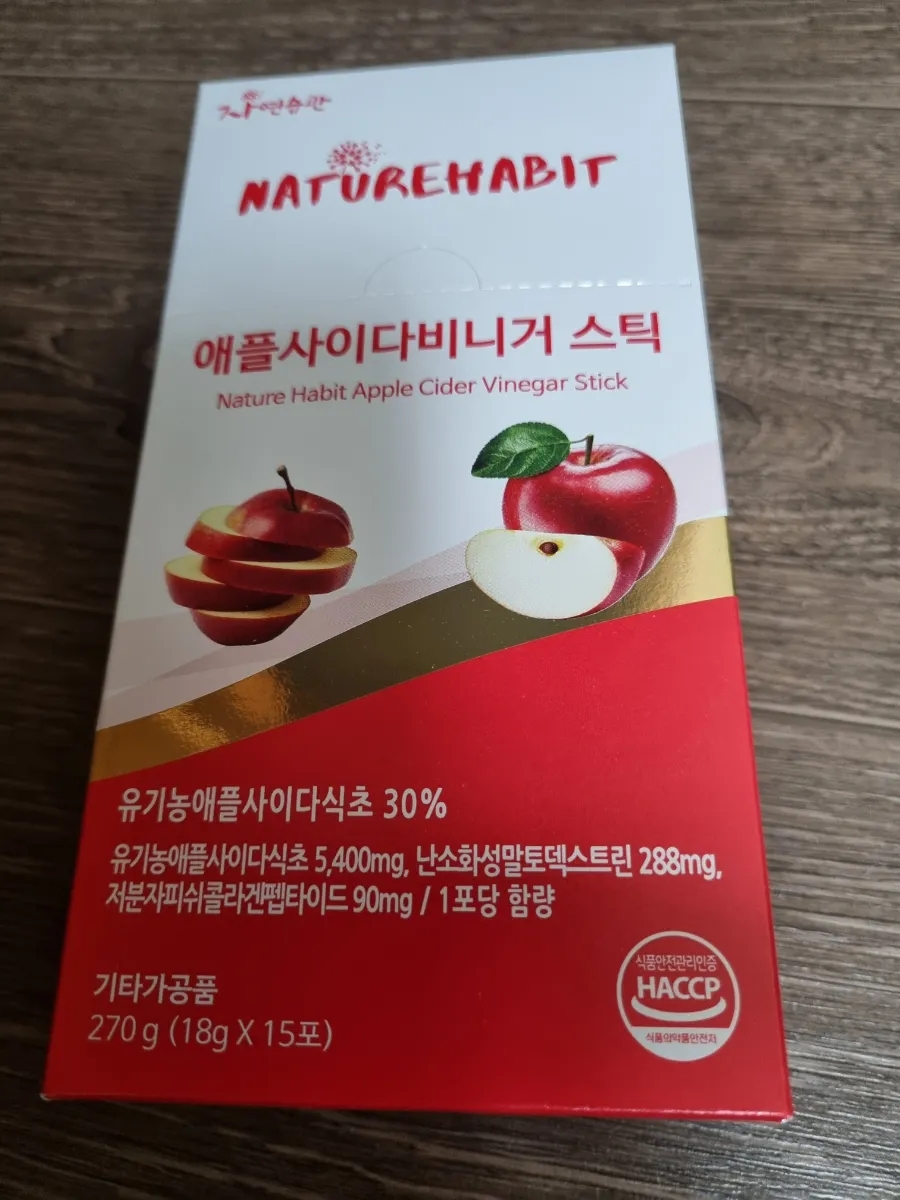 자연습관
NATUREHABIT
애플사이다비니거 스틱
Nature Habit Apple Cider Vinegar Stick
유기농애플사이다식초 30%
유기농애플사이다식초 5,400mg, 난소화성말토덱스트린 288mg,
저분자피쉬콜라겐펩타이드 90mg / 1포당 함량
기타가공품
270 g (18g X 15포)
식품안전관리인증
HACCP
식품의약품안전처